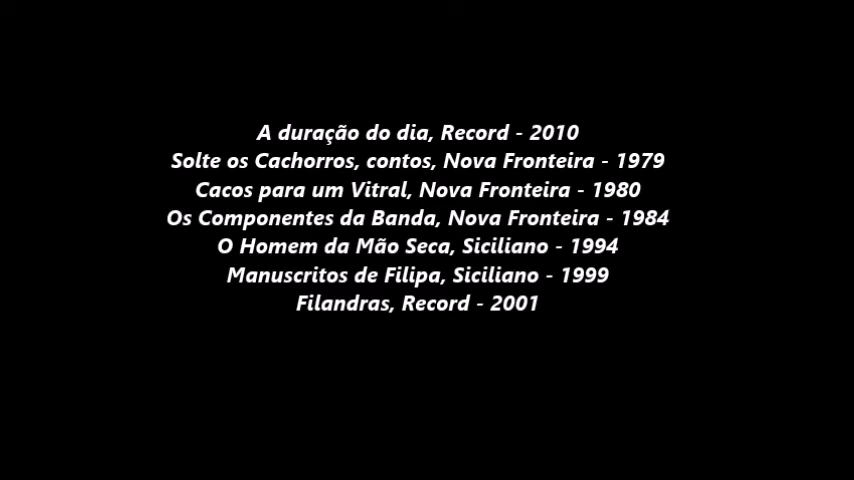 A duração do dia, Record - 2010
Solte os Cachorros, contos, Nova Fronteira - 1979
Cacos para um Vitral, Nova Fronteira - 1980
Os Componentes da Banda, Nova Fronteira - 1984
O Homem da Mão Seca, Siciliano - 1994
Manuscritos de Filipa, Siciliano - 1999
Filandras, Record - 2001